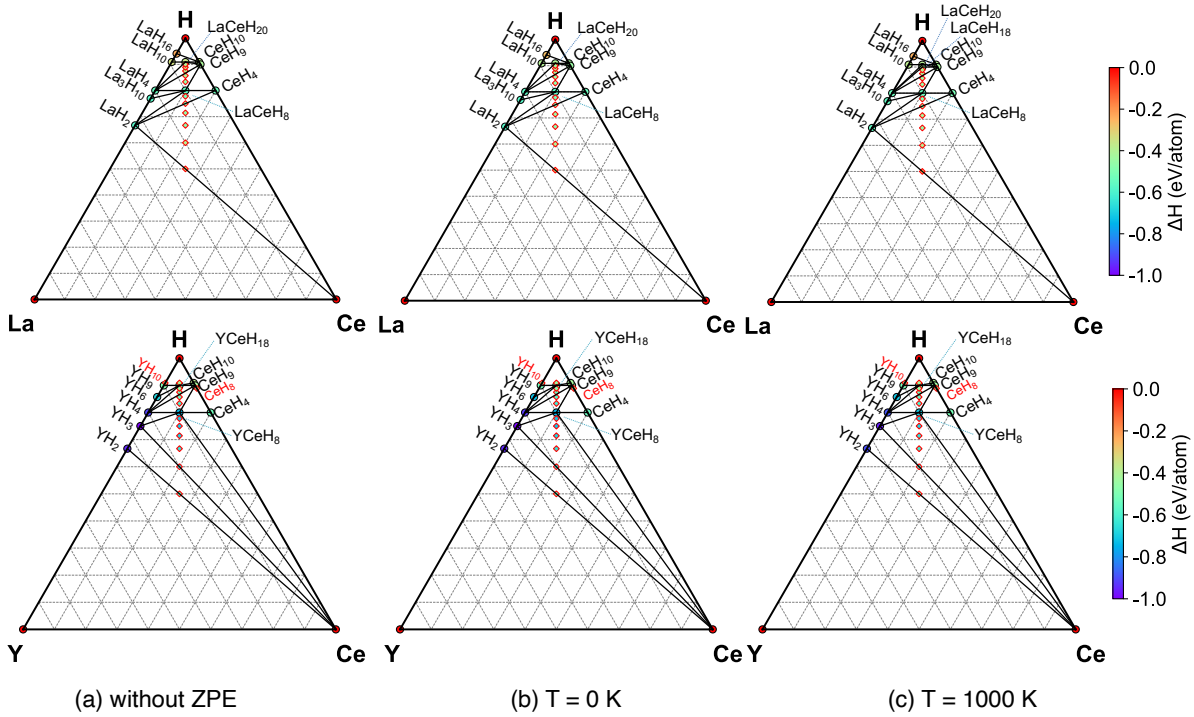 H
LaCeH₂₀
LaH₁₆
LaH₁₀
CeH₁₀
CeH₉
LaH₄
La₃H₁₀
CeH₄
LaH₂
LaCeH₈
La
Ce
H
LaCeH₂₀
LaH₁₆
LaH₁₀
CeH₁₀
CeH₉
LaH₄
La₃H₁₀
CeH₄
LaH₂
LaCeH₈
La
Ce
LaCeH₂₀
H
LaCeH₁₈
LaH₁₆
LaH₁₀
CeH₁₀
CeH₉
La₃H₁₀
CeH₄
LaH₂
LaCeH₈
La
Ce
0.0
-0.2
-0.4
-0.6
-0.8
-1.0
ΔH (eV/atom)
H
YCeH₁₈
YH₁₀
YH₉
YH₆
YH₄
YH₃
YH₂
CeH₁₀
CeH₉
CeH₈
CeH₄
YCeH₈
Y
Ce
H
YCeH₁₈
YH₁₀
YH₉
YH₆
YH₄
YH₃
YH₂
CeH₁₀
CeH₉
CeH₈
CeH₄
YCeH₈
Y
Ce
H
YCeH₁₈
YH₁₀
YH₉
YH₆
YH₄
YH₃
YH₂
CeH₁₀
CeH₉
CeH₈
CeH₄
YCeH₈
Y
Ce
0.0
-0.2
-0.4
-0.6
-0.8
-1.0
ΔH (eV/atom)
(a) without ZPE
(b) T = 0 K
(c) T = 1000 K